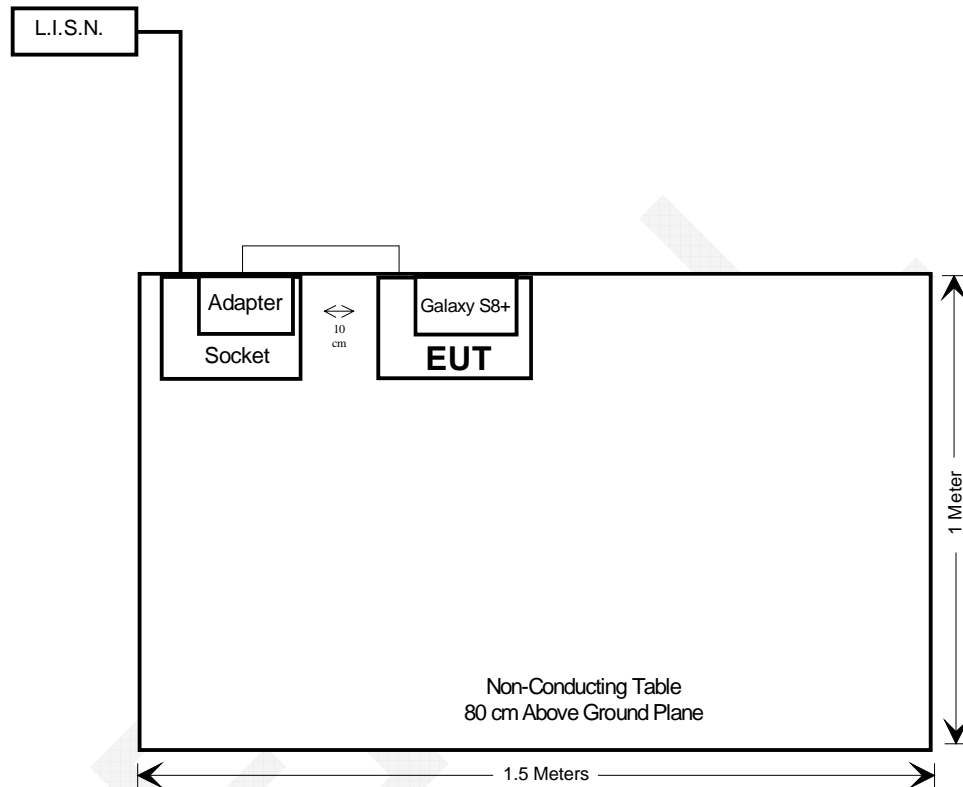 L.I.S.N.
Adapter
Socket
10
cm
Galaxy S8+
EUT
1 Meter
Non-Conducting Table
80 cm Above Ground Plane
1.5 Meters